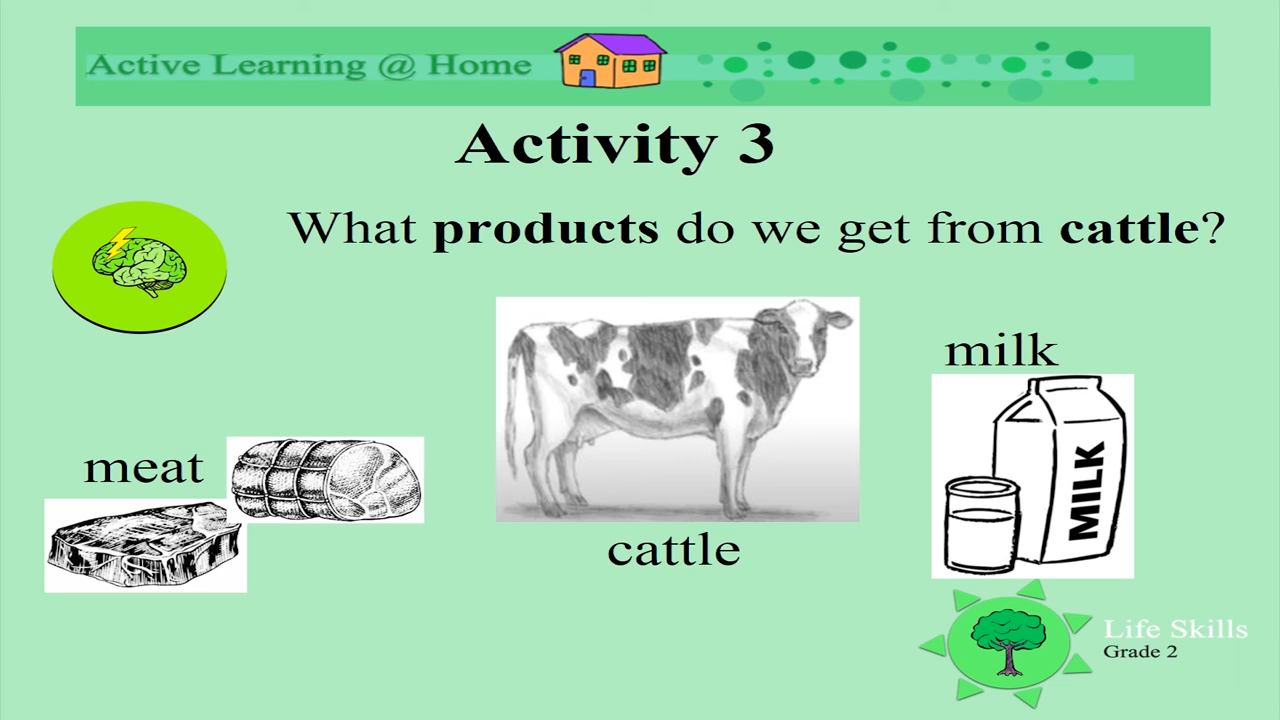 Active Learning @ Home
Activity 3
What products do we get from cattle?
milk
meat
MILK
cattle
Life Skills
Grade 2